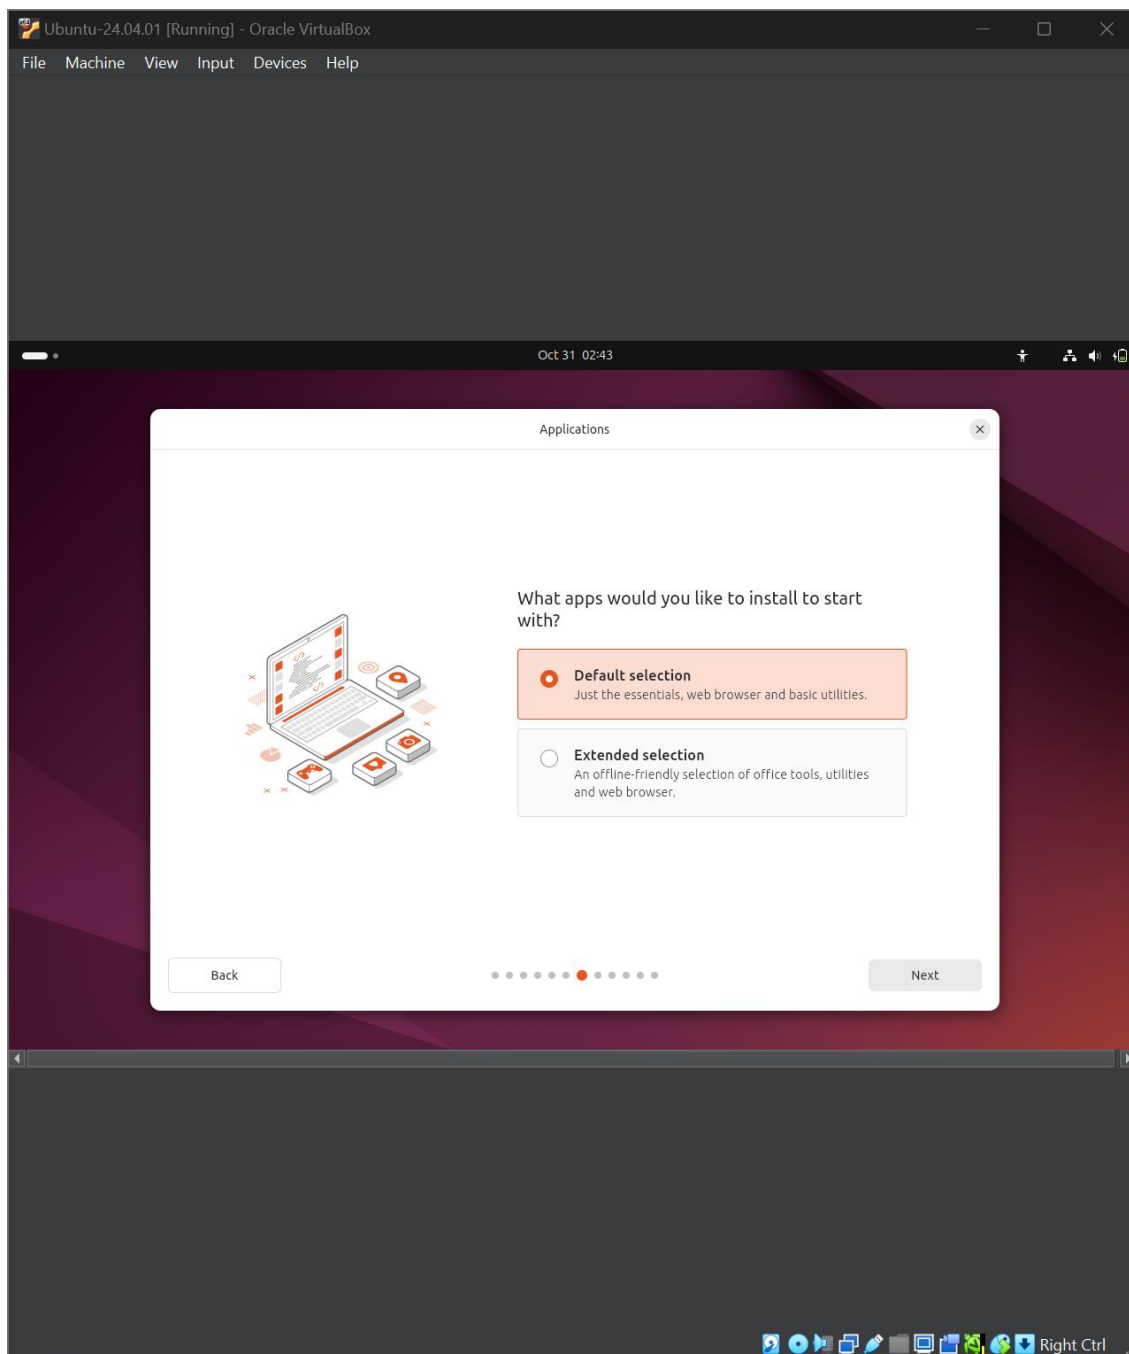 Ubuntu-24.04.01 [Running] - Oracle VirtualBox
File Machine View Input Devices Help
Oct 31 02:43
Applications
What apps would you like to install to start
with?
Default selection
Just the essentials, web browser and basic utilities.
Extended selection
An offline-friendly selection of office tools, utilities
and web browser.
Back
Next
Right Ctrl